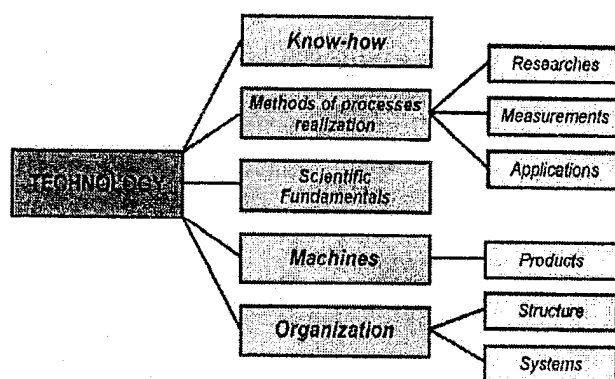 TECHNOLOGY
Know-how
Methods of processes
realization
Scientific
Fundamentals
Machines
Organization
Researches
Measurements
Applications
Products
Structure
Systems